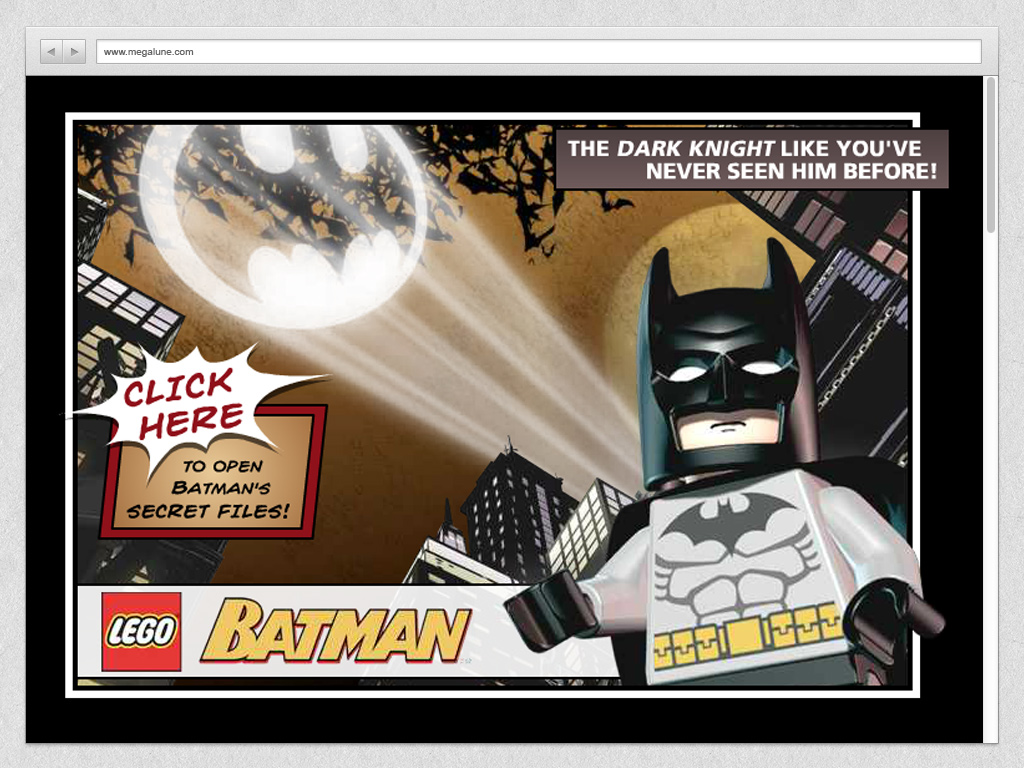 www.megalune.com
THE DARK KNIGHT LIKE YOU'VE
NEVER SEEN HIM BEFORE!
CLICK
HERE
TO OPEN
BATMAN'S
SECRET FILES!
LEGO BATMAN